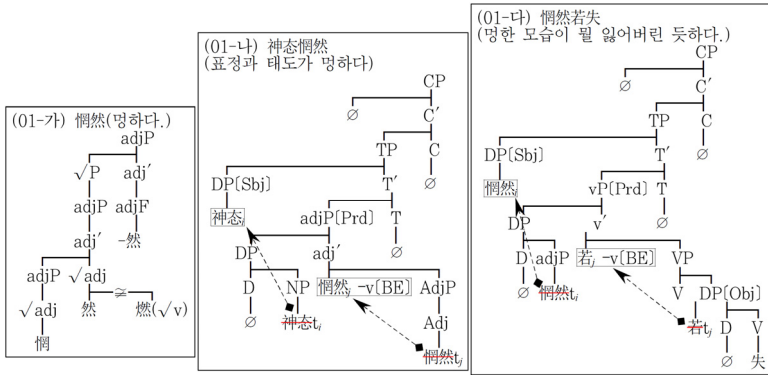 (01-가) 惘然(멍하다.)
adjP
√P adj′
adjP adjF
adj′ -然
adjP √adj
√adj 然 ≅ 燃(√v)
惘
(01-나) 神态惘然
(표정과 태도가 멍하다)
CP
∅ C′
TP C
DP[Sbj] T′ ∅
神态i adjP[Prd] T
DP adj′ ∅
D NP 惘然j -v[BE] AdjP
∅ 神态ti Adj
惘然tj
(01-다) 惘然若失
(멍한 모습이 뭘 잃어버린 듯하다.)
CP
∅ C′
TP C
DP[Sbj] T′ ∅
惘然i vP[Prd] T
DP v′ ∅
D adjP 若j -v[BE] VP
∅ 惘然ti V DP[Obj]
若tj D V
∅ 失